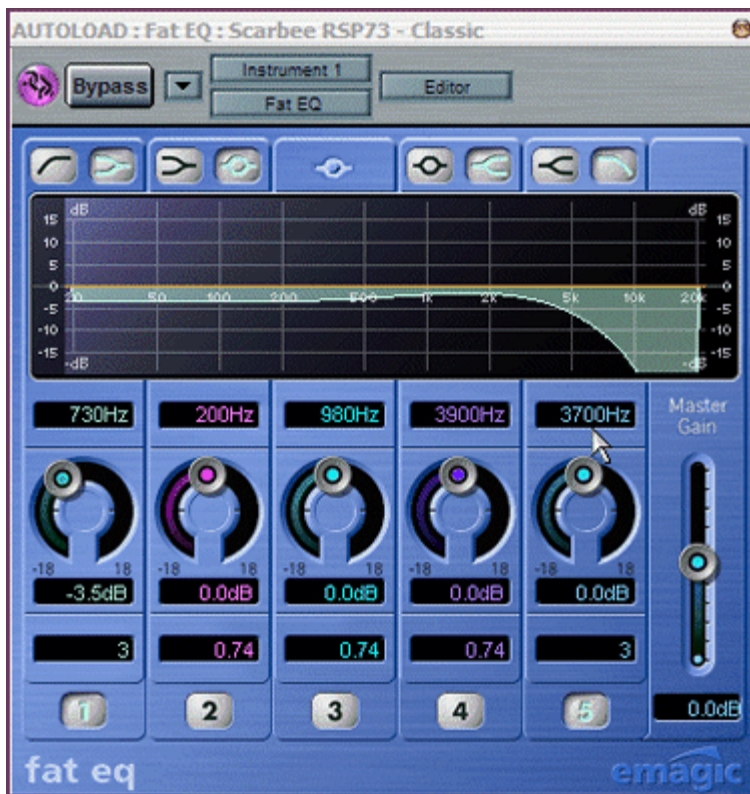 AUTOLOAD : Fat EQ : Scarbee RSP73 - Classic
Bypass
Instrument 1
Fat EQ
Editor
dB dB
15 15
10 10
5 5
0 0
20 50 100 200 500 1k 2k 5k 10k 20k
-5 -5
-10 -10
-15 -15
-dB -dB
730Hz 200Hz 980Hz 3900Hz 3700Hz
Master
Gain
-18 18 -18 18 -18 18 -18 18 -18 18
-3.5dB 0.0dB 0.0dB 0.0dB 0.0dB
3 0.74 0.74 0.74 3
1 2 3 4 5 0.0dB
fat eq emagic